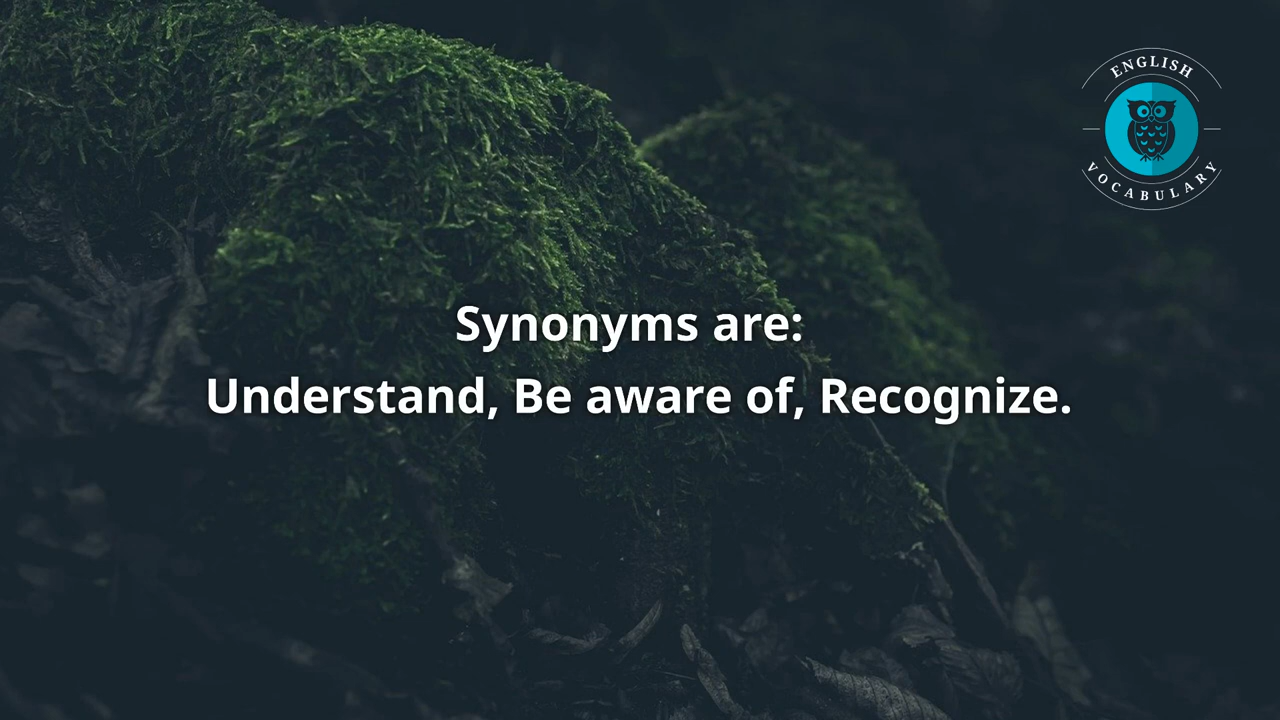 ENGLISH
VOCABULARY
Synonyms are:
Understand, Be aware of, Recognize.